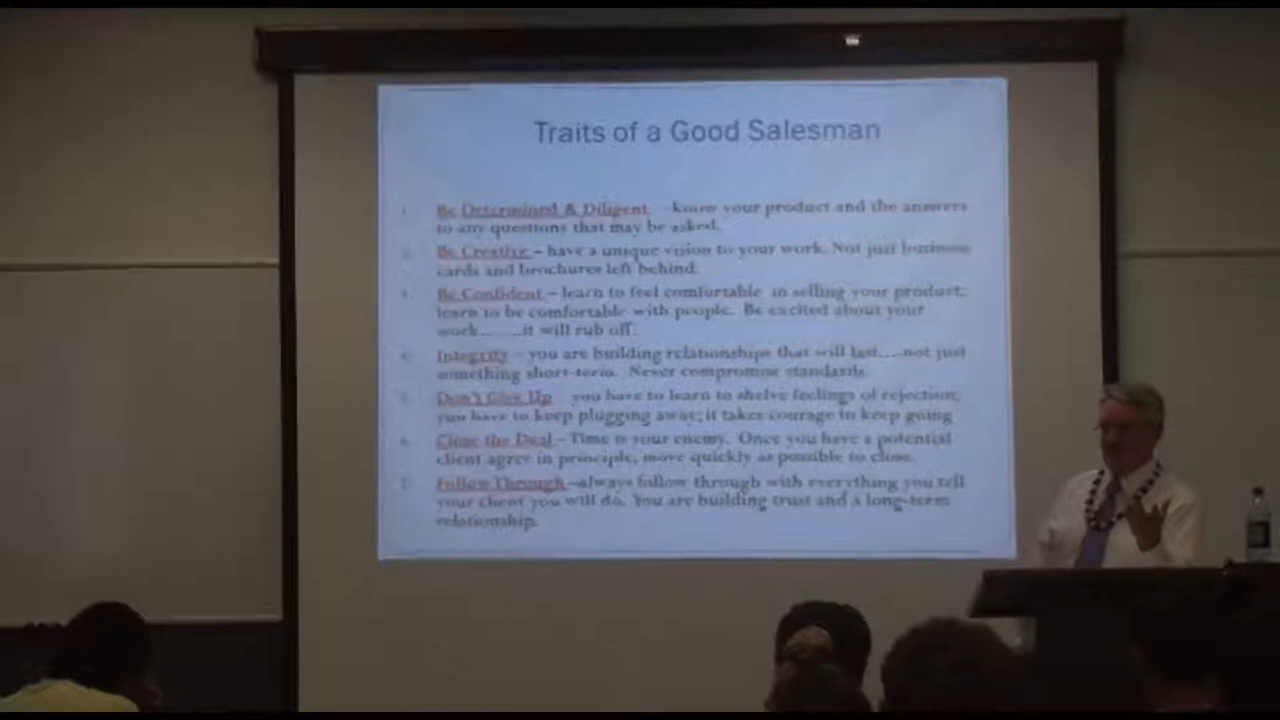 Traits of a Good Salesman
1. Be Determined & Diligent – know your product and the answers
to any questions that may be asked.
2. Be Creative – have a unique vision to your work. Not just business
cards and brochures left behind.
3. Be Confident – learn to feel comfortable in selling your product;
learn to be comfortable with people. Be excited about your
work.......it will rub off.
4. Integrity – you are building relationships that will last....not just
something short-term. Never compromise standards.
5. Don't Give Up – you have to learn to shelve feelings of rejection;
you have to keep plugging away; it takes courage to keep going
6. Close the Deal – Time is your enemy. Once you have a potential
client agree in principle, move quickly as possible to close.
7. Follow Through –always follow through with everything you tell
your client you will do. You are building trust and a long-term
relationship.